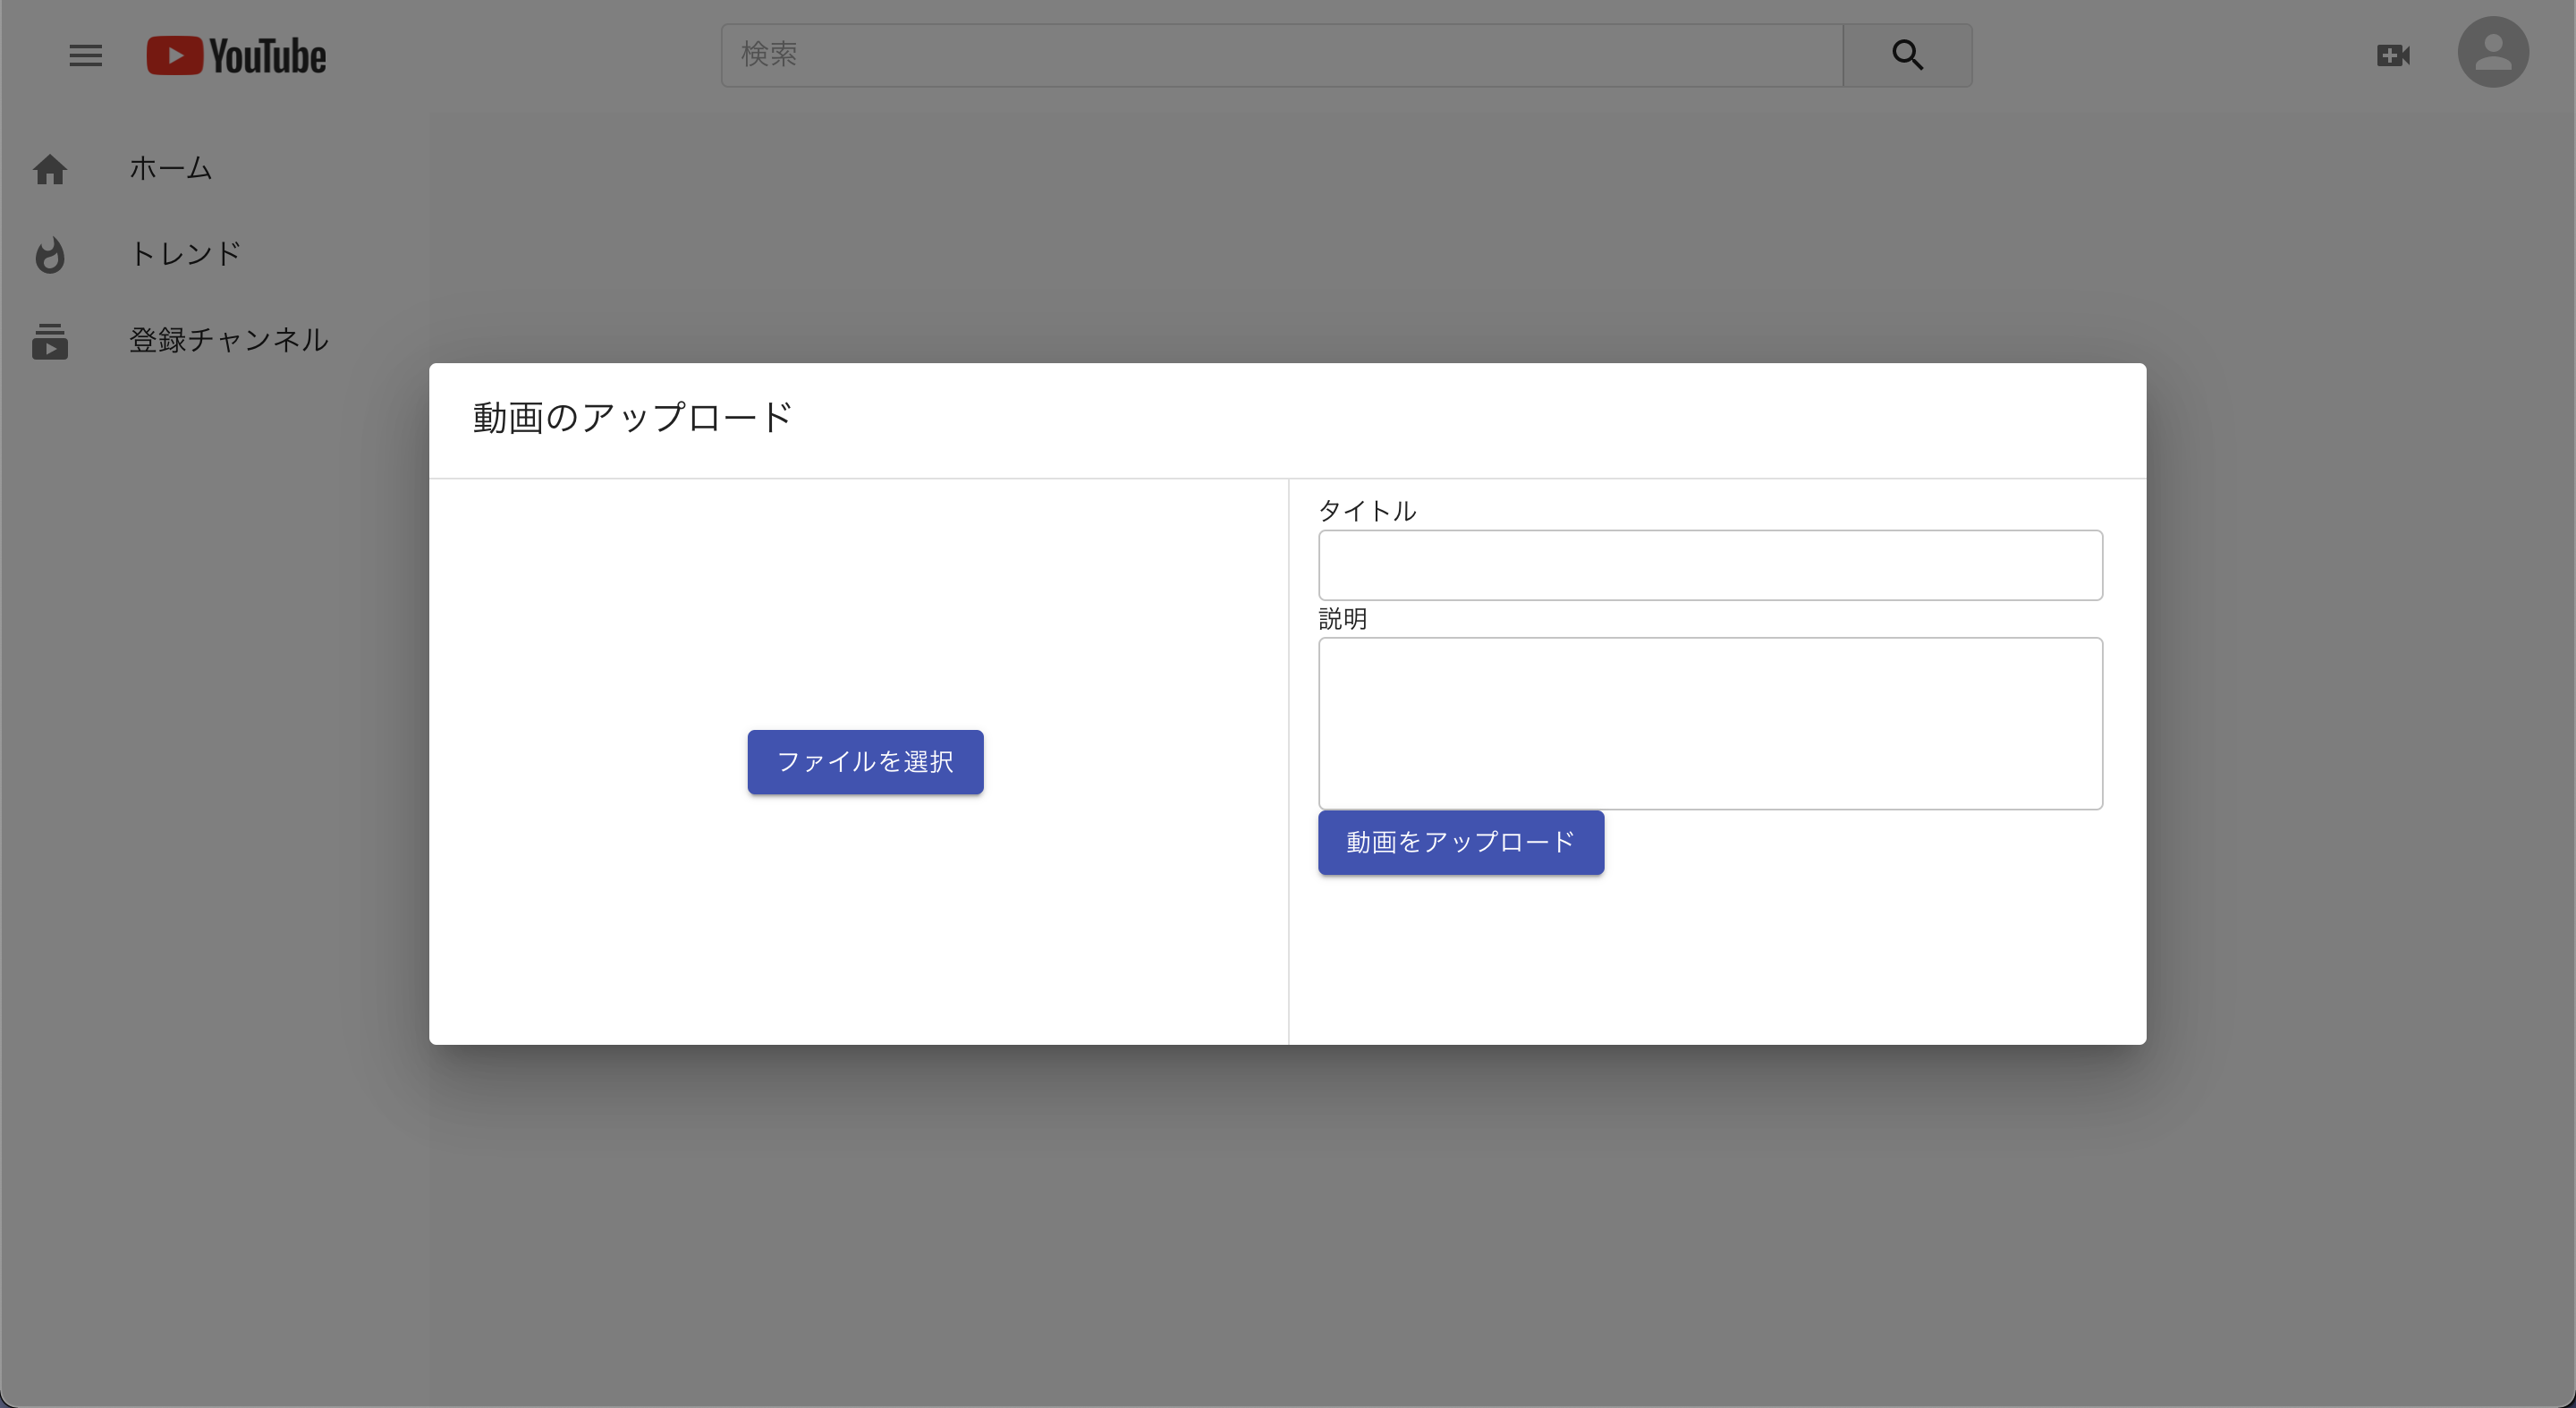 YouTube
検索
ホーム
トレンド
登録チャンネル
動画のアップロード
ファイルを選択
タイトル
説明
動画をアップロード